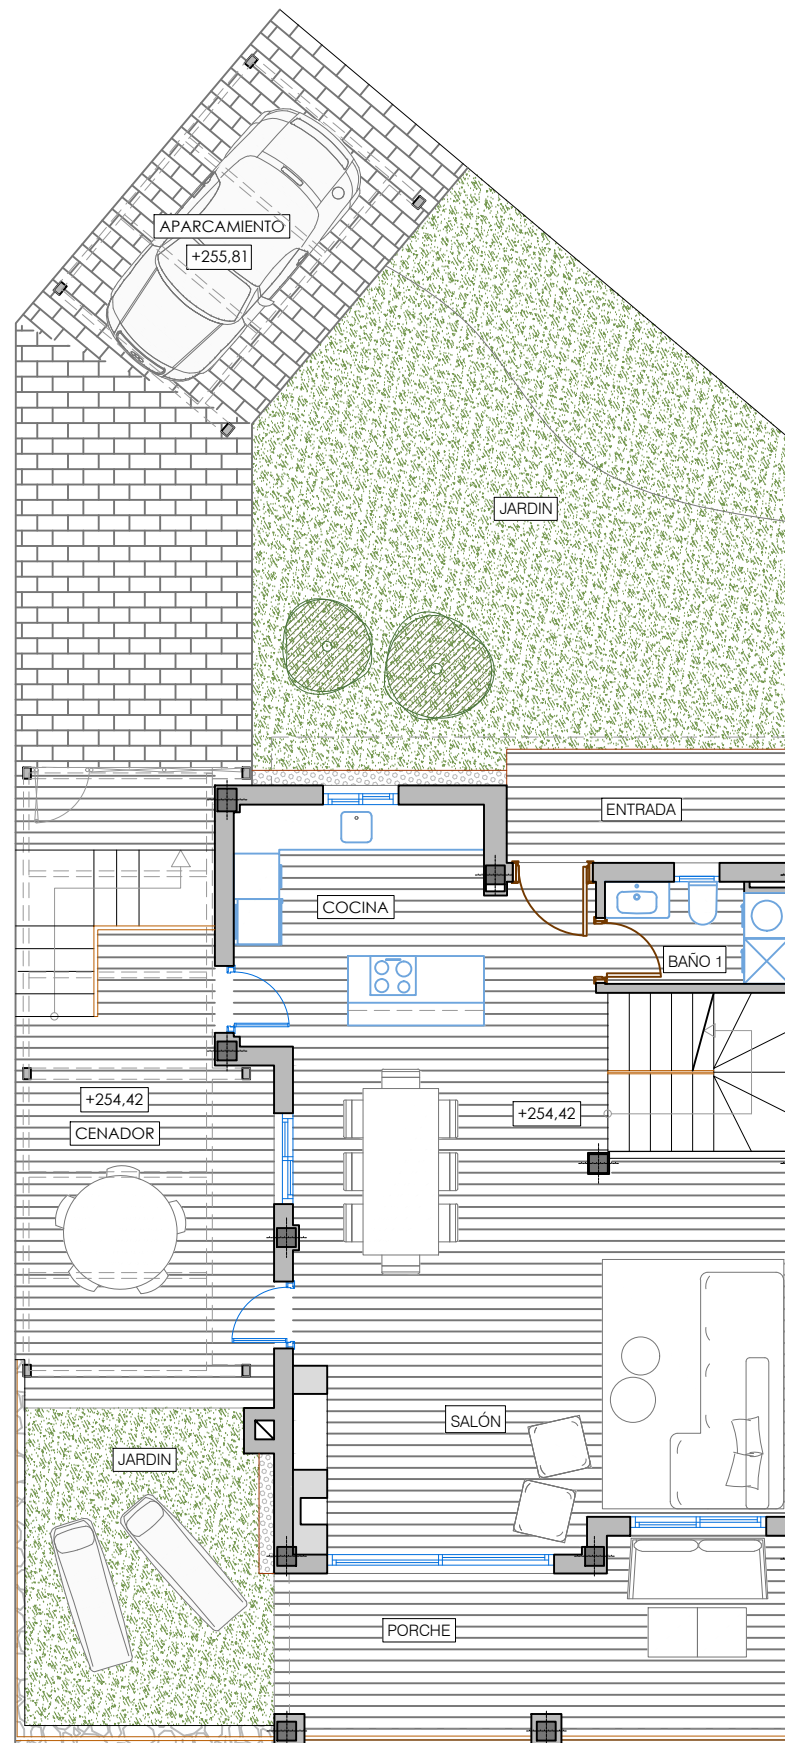 APARCAMIENTO
+255,81
JARDIN
ENTRADA
COCINA
BAÑO 1
+254,42
CENADOR
+254,42
SALÓN
JARDIN
PORCHE